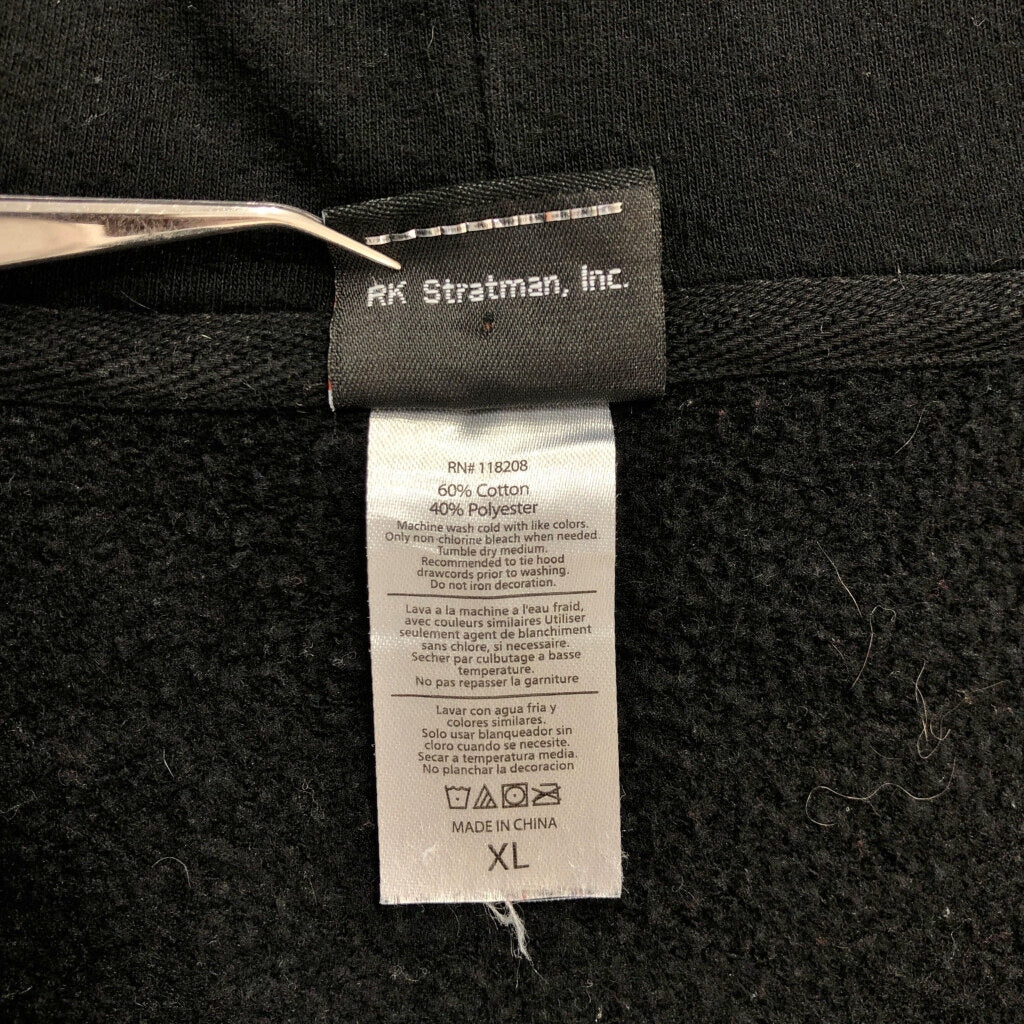 RK Stratman, Inc.
RN# 118208
60% Cotton
40% Polyester
Machine wash cold with like colors.
Only non-chlorine bleach when needed.
Tumble dry medium.
Recommended to tie hood
drawcords prior to washing.
Do not iron decoration.
Lava a la machine a l'eau fraid,
avec couleurs similaires Utiliser
seulement agent de blanchiment
sans chlore, si necessaire.
Secher par culbutage a basse
temperature.
No pas repasser la garniture
Lavar con agua fria y
colores similares.
Solo usar blanqueador sin
cloro cuando se necesite.
Secar a temperatura media.
No planchar la decoracion
MADE IN CHINA
XL